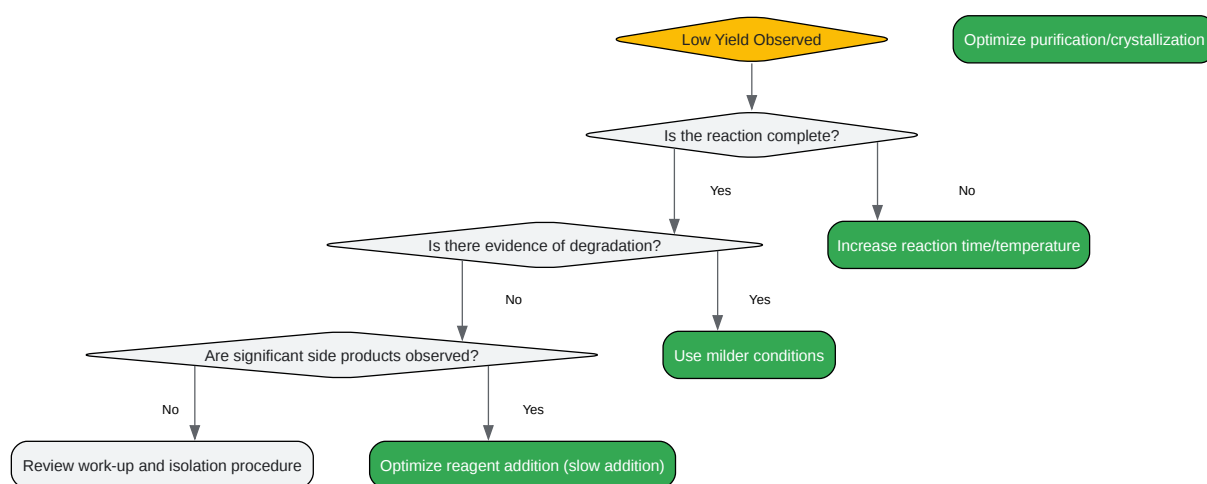 Low Yield Observed
Optimize purification/crystallization
Is the reaction complete?
Yes
No
Is there evidence of degradation?
Increase reaction time/temperature
No
Yes
Are significant side products observed?
Use milder conditions
No
Yes
Review work-up and isolation procedure
Optimize reagent addition (slow addition)